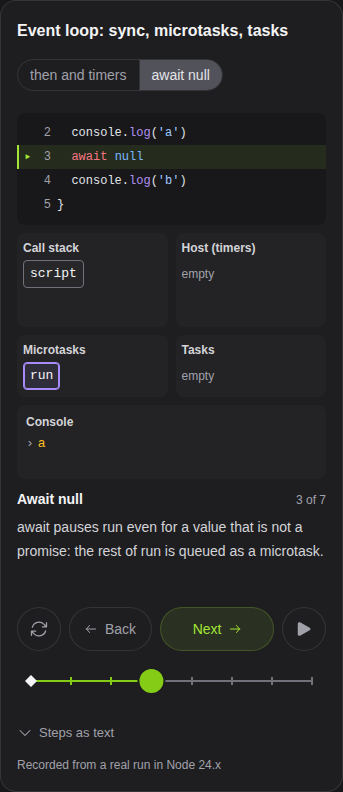 Event loop: sync, microtasks, tasks
then and timers await null
2 console.log('a')
▸ 3 await null
4 console.log('b')
5 }
Call stack
script
Host (timers)
empty
Microtasks
run
Tasks
empty
Console
› a
Await null 3 of 7
await pauses run even for a value that is not a
promise: the rest of run is queued as a microtask.
← Back Next →
Steps as text
Recorded from a real run in Node 24.x